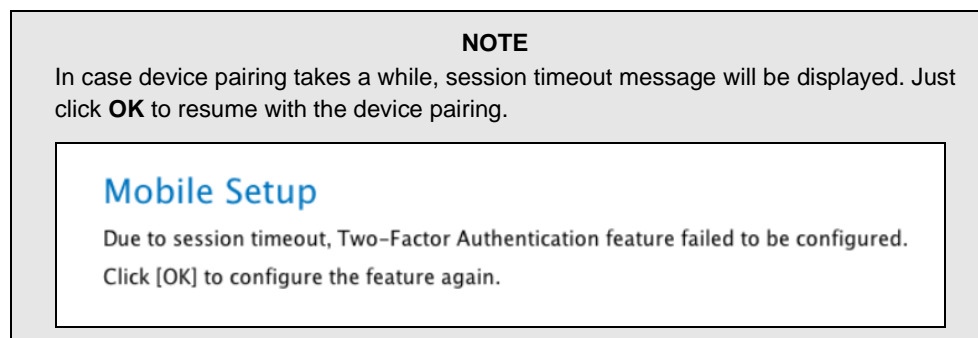 NOTE
In case device pairing takes a while, session timeout message will be displayed. Just
click OK to resume with the device pairing.
Mobile Setup
Due to session timeout, Two-Factor Authentication feature failed to be configured.
Click [OK] to configure the feature again.